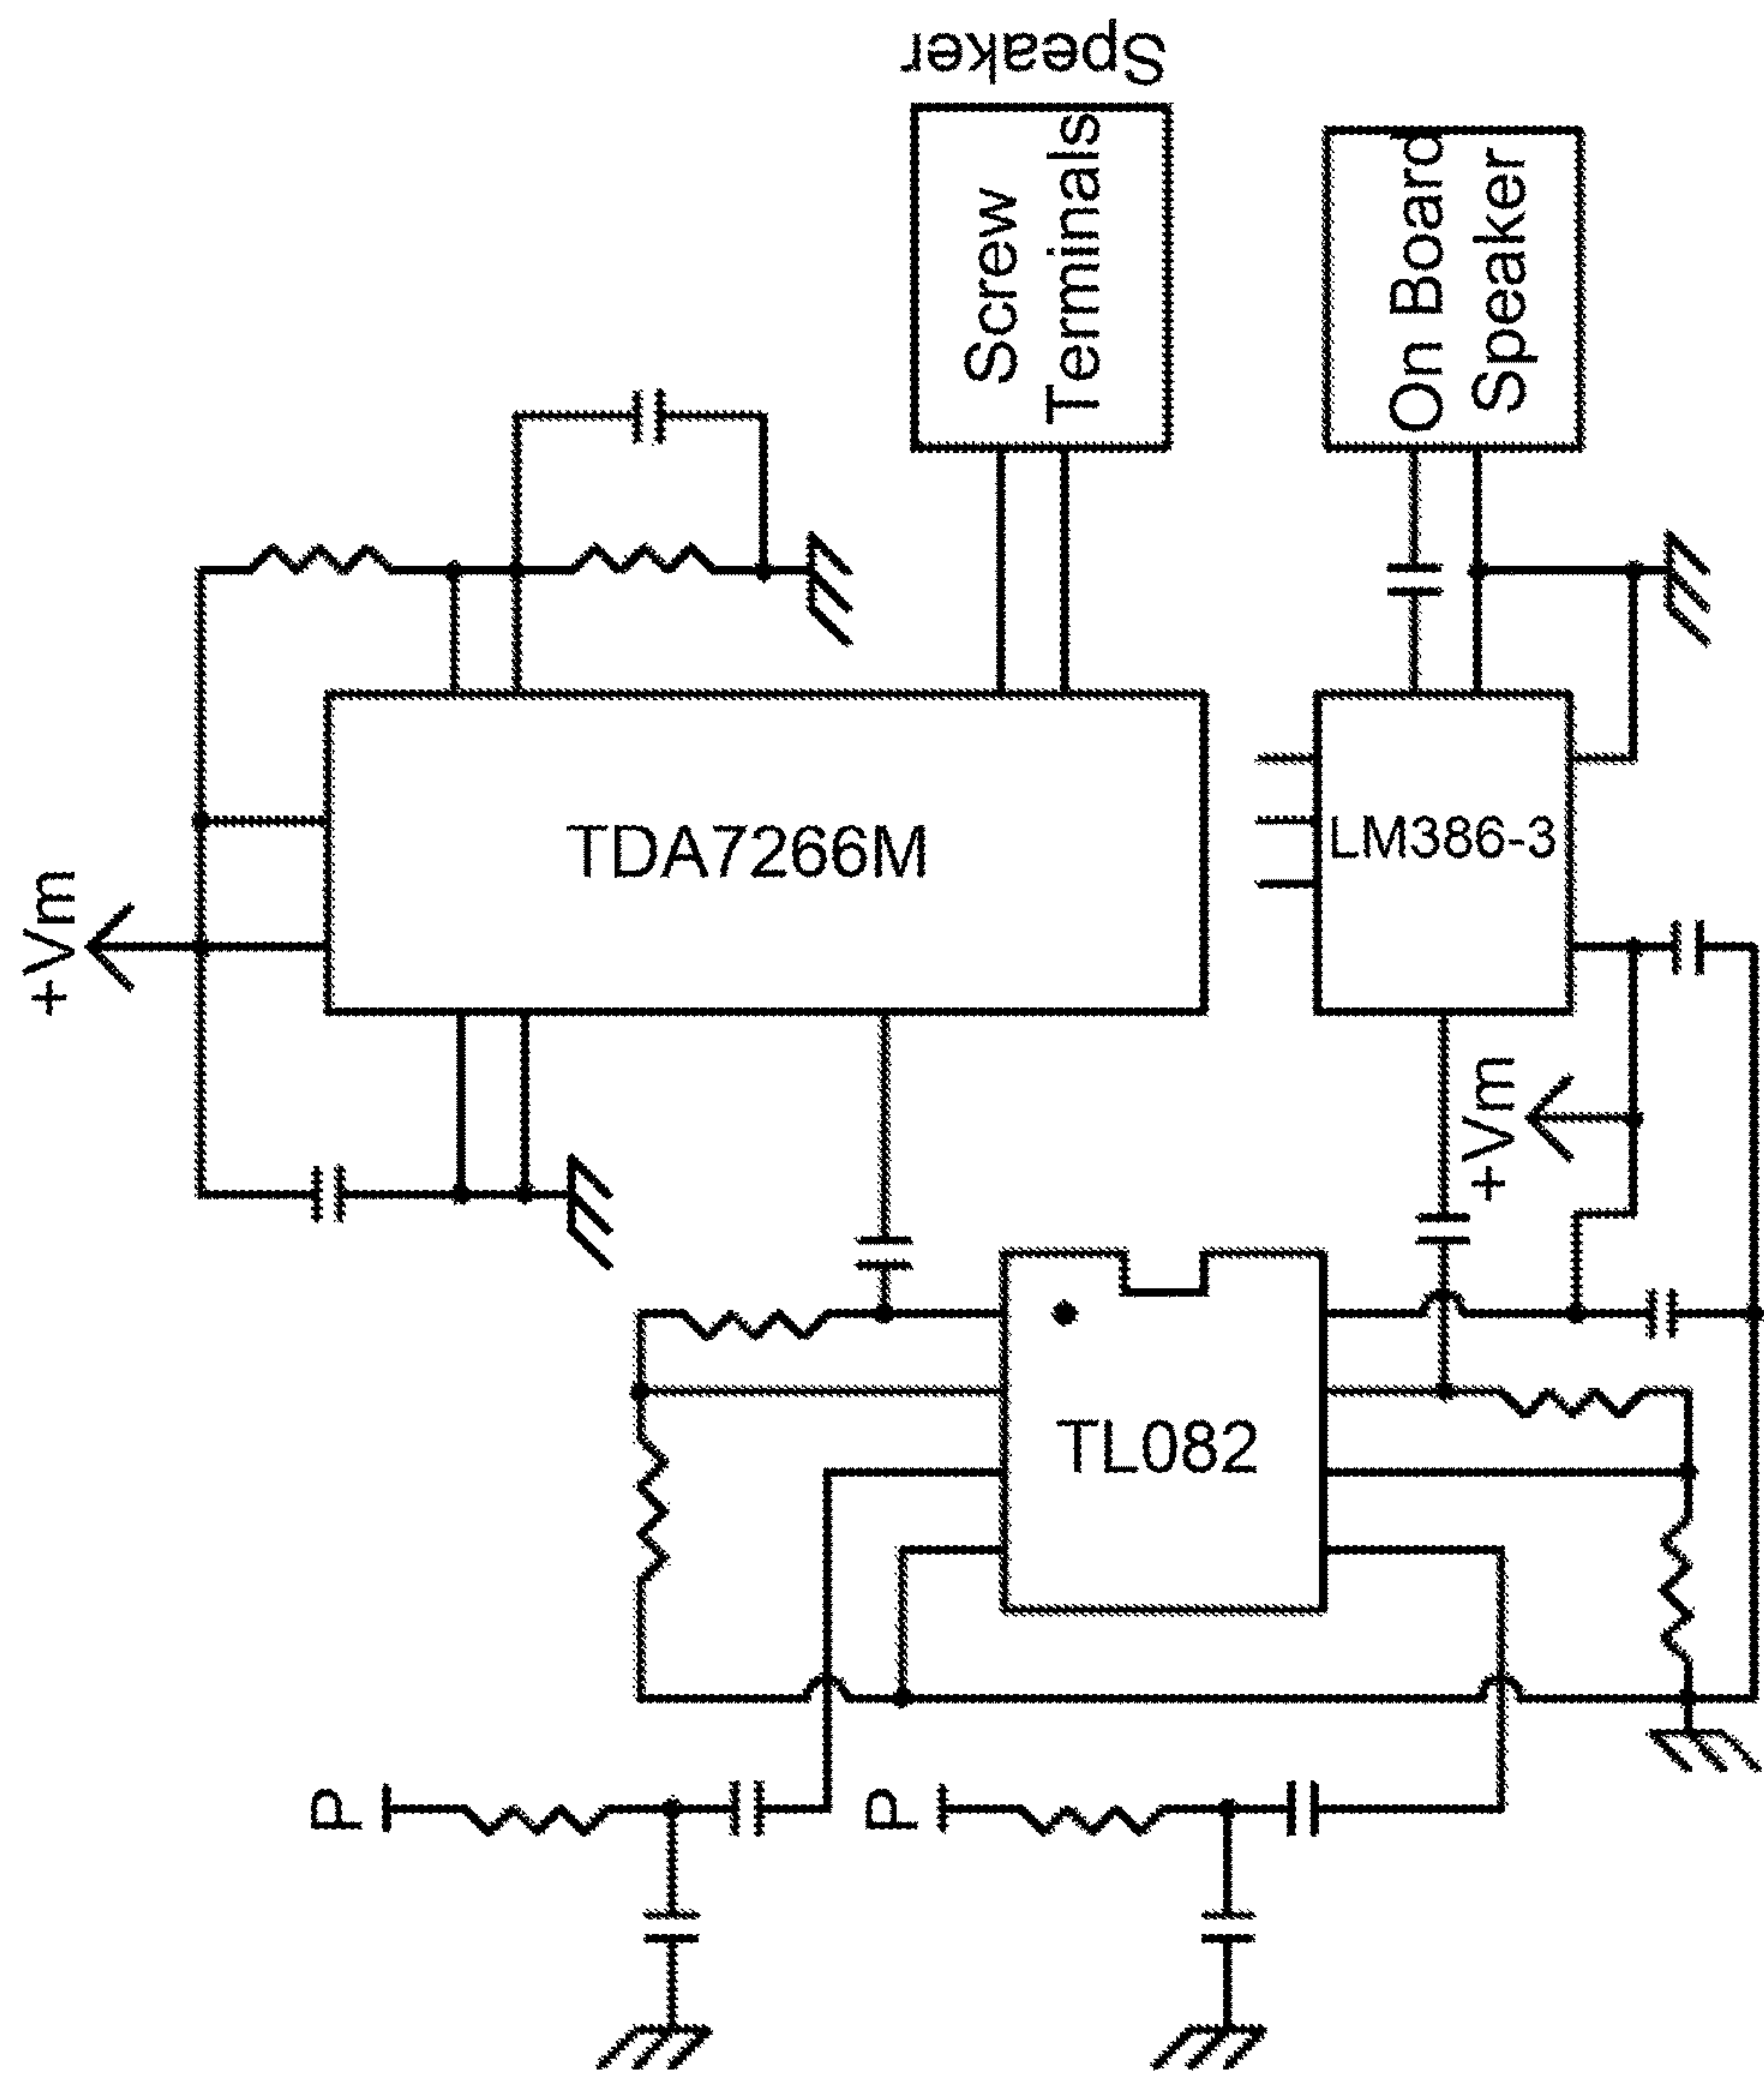 Speaker
Screw
Terminals
On Board
Speaker
+Vm
TDA7266M
LM386-3
+Vm
TL082
P
P